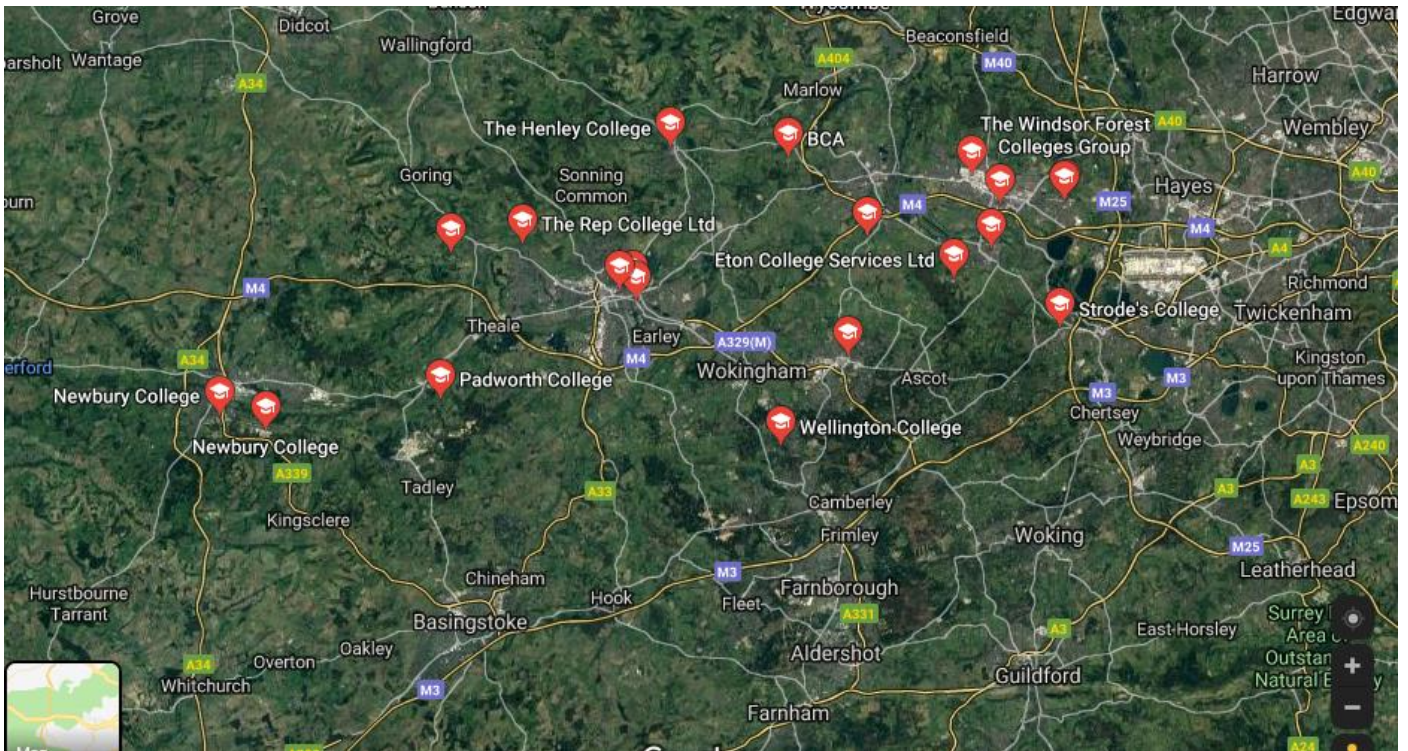 Grove
Didcot
Wallingford
Wantage
A34
Beaconsfield
A404
M40
Marlow
Harrow
Wembley
A40
The Henley College
BCA
The Windsor Forest
Colleges Group
A40
Goring
Sonning
Common
Hayes
M25
M4
M4
The Rep College Ltd
Eton College Services Ltd
A4
Richmond
M4
Theale
Earley
M4
A329(M)
Strode's College
Twickenham
Kingston
upon Thames
A34
Newbury College
Padworth College
Wokingham
Ascot
M3
M3
Chertsey
Weybridge
Newbury College
Wellington College
A240
A339
Tadley
A33
Camberley
A3
A3
A243
Epsom
Kingsclere
Frimley
Woking
M25
Leatherhead
Hurstbourne
Tarrant
Chineham
Hook
M3
Fleet
Farnborough
A331
Basingstoke
A3
East Horsley
Surrey
Area
Outstan
Natural
Oakley
Overton
A34
Whitchurch
M3
Aldershot
Guildford
Farnham
A24